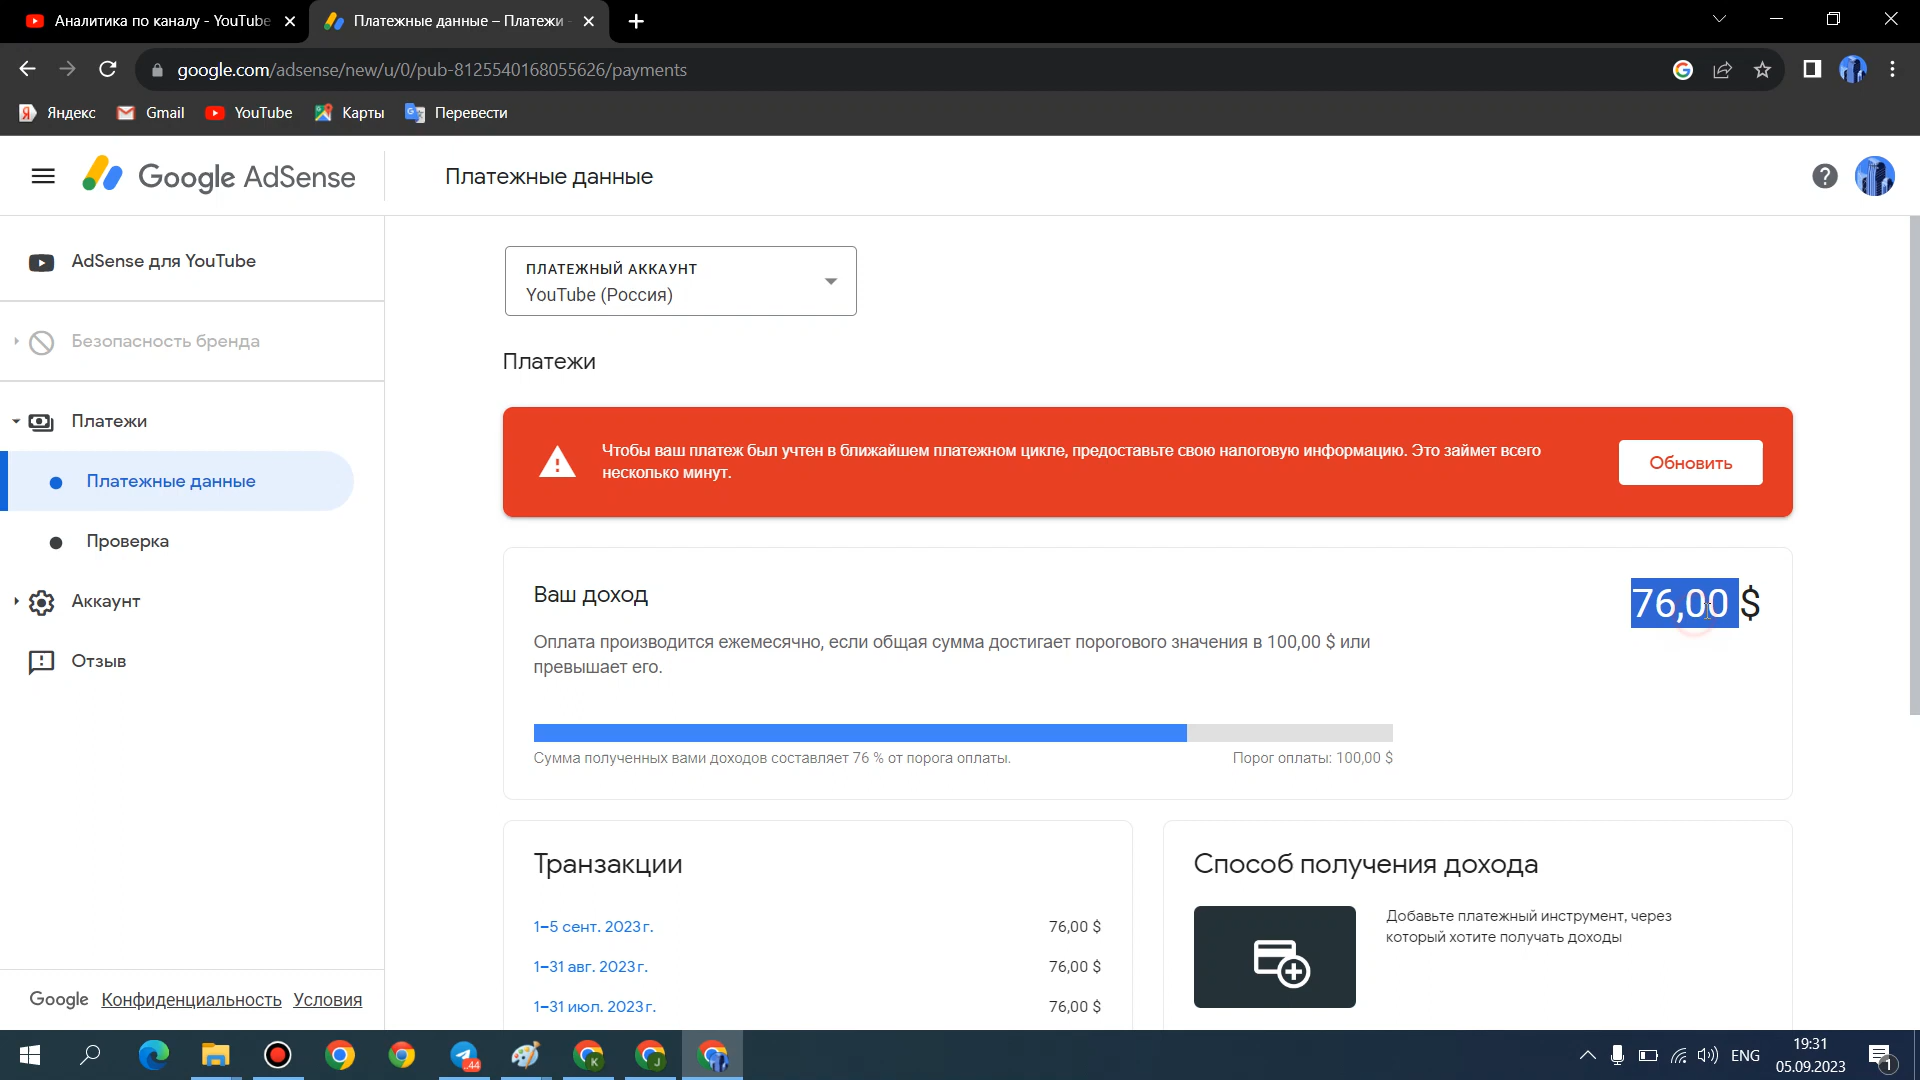 Аналитика по каналу - YouTube
Платежные данные – Платежи -
google.com/adsense/new/u/0/pub-8125540168055626/payments
Яндекс
Gmail
YouTube
Карты
Перевести
Google AdSense
Платежные данные
AdSense для YouTube
Безопасность бренда
Платежи
Платежные данные
Проверка
Аккаунт
Отзыв
Google Конфиденциальность Условия
ПЛАТЕЖНЫЙ АККАУНТ
YouTube (Россия)
Платежи
Чтобы ваш платеж был учтен в ближайшем платежном цикле, предоставьте свою налоговую информацию. Это займет всего
несколько минут.
Обновить
Ваш доход
76,00 $
Оплата производится ежемесячно, если общая сумма достигает порогового значения в 100,00 $ или
превышает его.
Сумма полученных вами доходов составляет 76 % от порога оплаты.
Порог оплаты: 100,00 $
Транзакции
1–5 сент. 2023 г. 76,00 $
1–31 авг. 2023 г. 76,00 $
1–31 июл. 2023 г. 76,00 $
Способ получения дохода
Добавьте платежный инструмент, через
который хотите получать доходы
44
K
J
ENG
19:31
05.09.2023
1